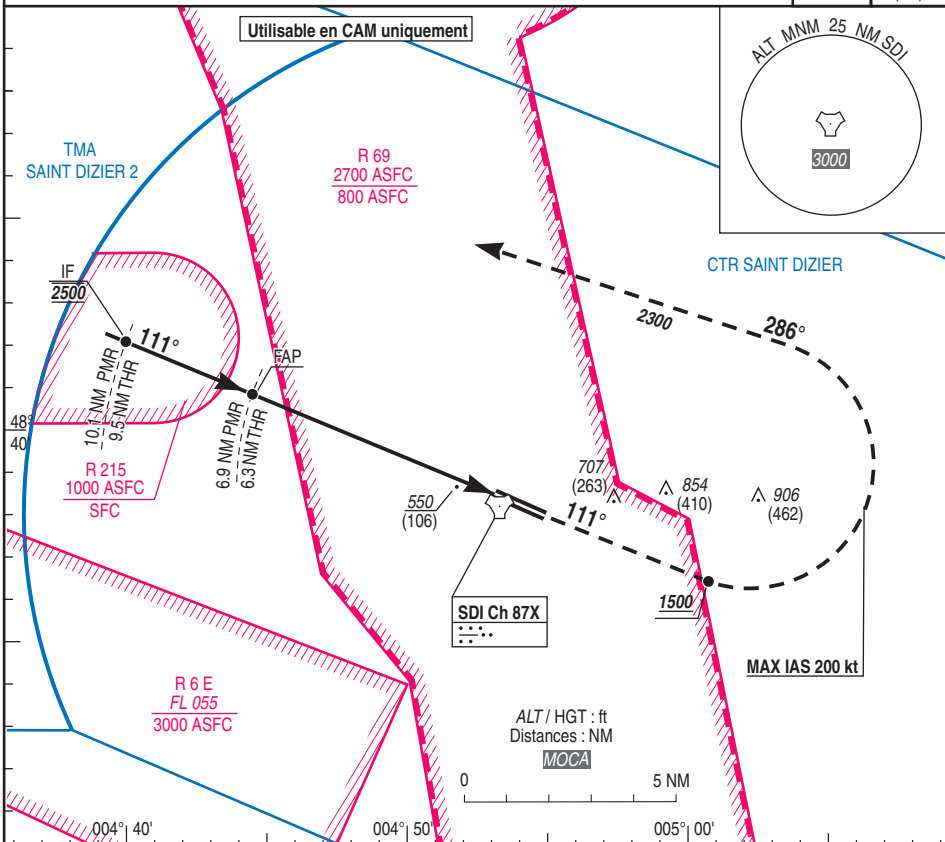 Utilisable en CAM uniquement
ALT MNM 25 NM SDI
3000
TMA
SAINT DIZIER 2
R 69
2700 ASFC
800 ASFC
CTR SAINT DIZIER
IF
2500
111°
FAP
10.1 NM PMR
9.5 NM THR
6.9 NM PMR
6.3 NM THR
2300
286°
48°
40'
R 215
1000 ASFC
SFC
550
(106)
707
(263)
854
(410)
906
(462)
111°
1500
SDI Ch 87X
MAX IAS 200 kt
R 6 E
FL 055
3000 ASFC
ALT / HGT : ft
Distances : NM
MOCA
0 5 NM
004° 40' 004° 50' 005° 00'